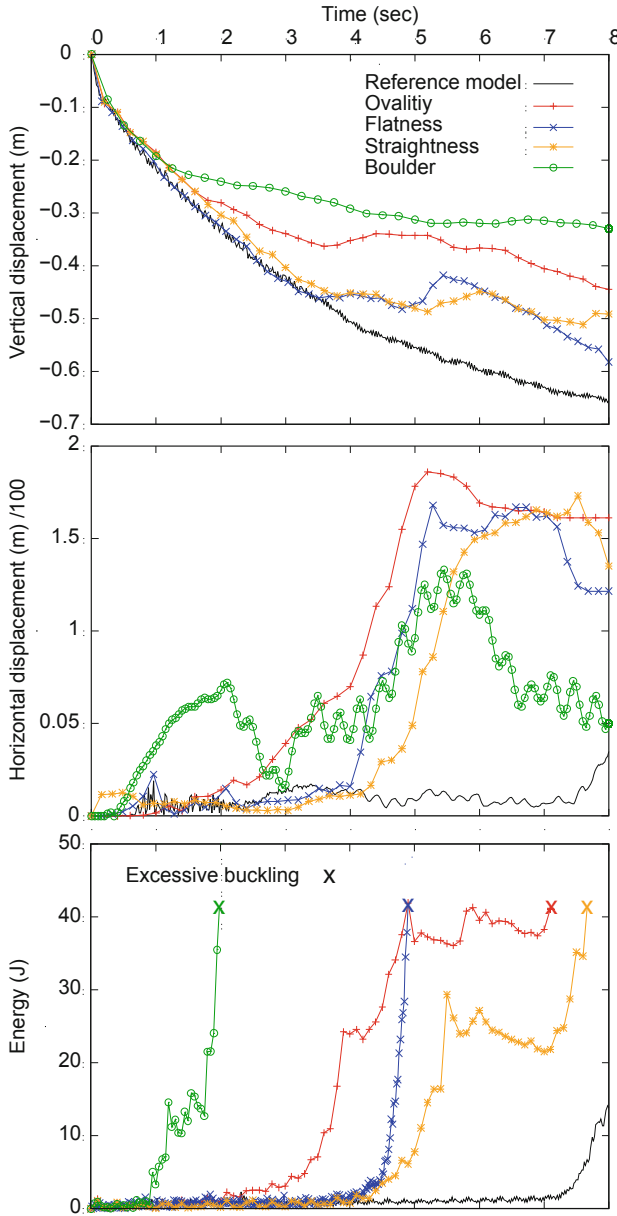 Time (sec)
0 1 2 3 4 5 6 7 8
0
−0.1
−0.2
−0.3
−0.4
−0.5
−0.6
−0.7
Vertical displacement (m)
Reference model
Ovalitiy
Flatness
Straightness
Boulder
2
1.5
1
0.05
0
Horizontal displacement (m) /100
50
40
30
20
10
0
Energy (J)
Excessive buckling x